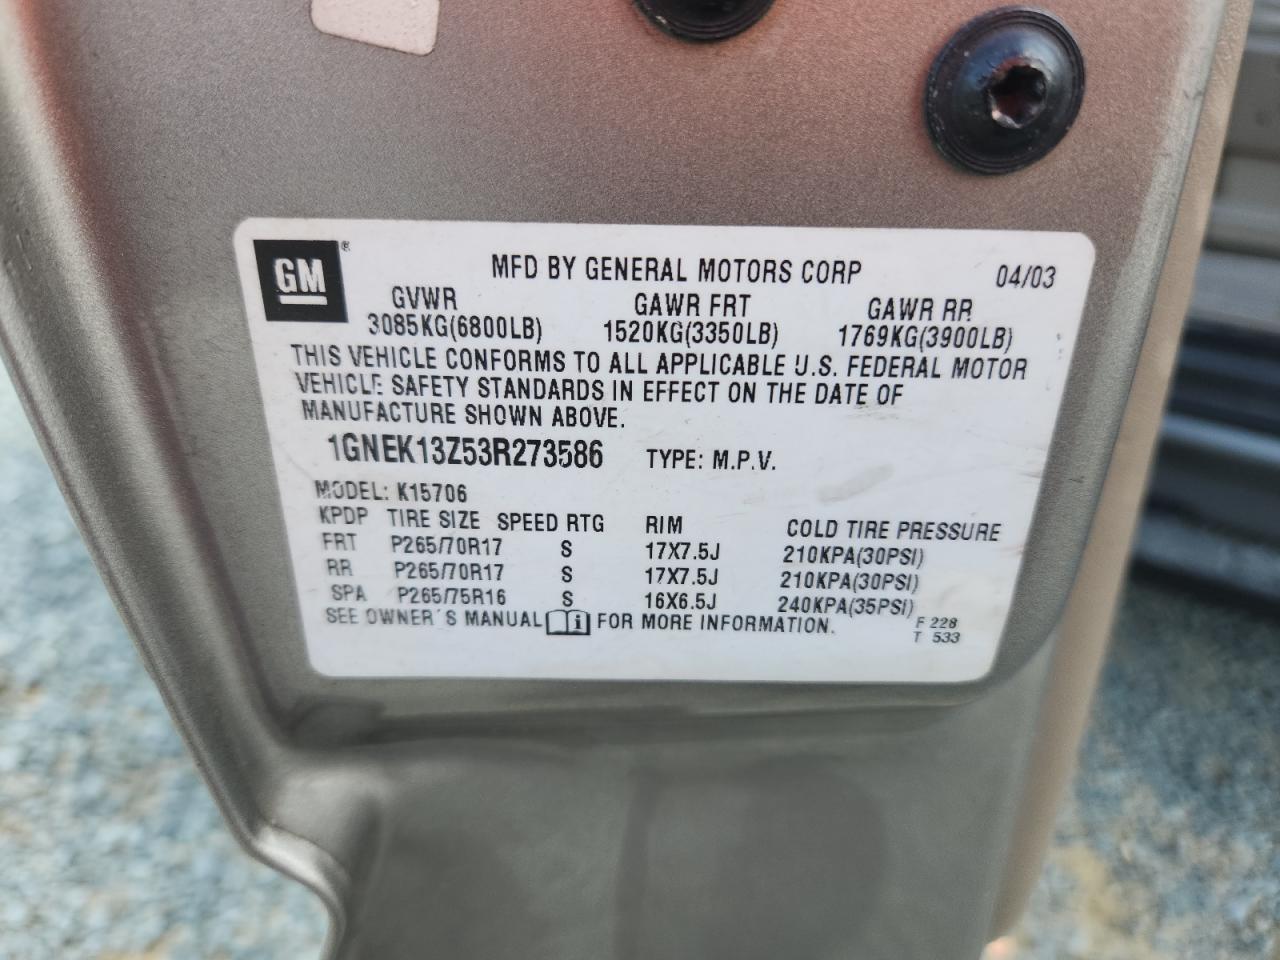 GM®
MFD BY GENERAL MOTORS CORP 04/03
GVWR GAWR FRT GAWR RR
3085KG(6800LB) 1520KG(3350LB) 1769KG(3900LB)
THIS VEHICLE CONFORMS TO ALL APPLICABLE U.S. FEDERAL MOTOR
VEHICLE SAFETY STANDARDS IN EFFECT ON THE DATE OF
MANUFACTURE SHOWN ABOVE.
1GNEK13Z53R273586 TYPE: M.P.V.
MODEL: K15706
KPDP TIRE SIZE SPEED RTG RIM COLD TIRE PRESSURE
FRT P265/70R17 S 17X7.5J 210KPA(30PSI)
RR P265/70R17 S 17X7.5J 210KPA(30PSI)
SPA P265/75R16 S 16X6.5J 240KPA(35PSI)
SEE OWNER'S MANUAL i FOR MORE INFORMATION.
F 228
T 533